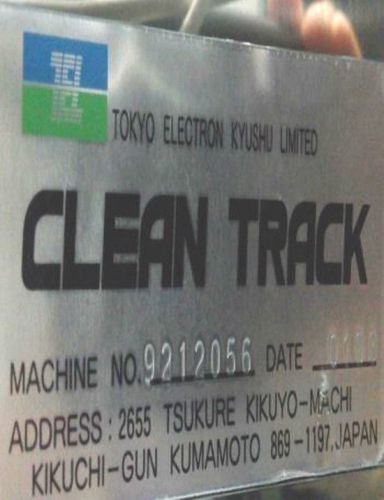 TEL
TOKYO ELECTRON KYUSHU LIMITED
CLEAN TRACK
MACHINE NO. 9212056 DATE
ADDRESS : 2655 TSUKURE KIKUYO-MACHI
KIKUCHI-GUN KUMAMOTO 869-1197, JAPAN